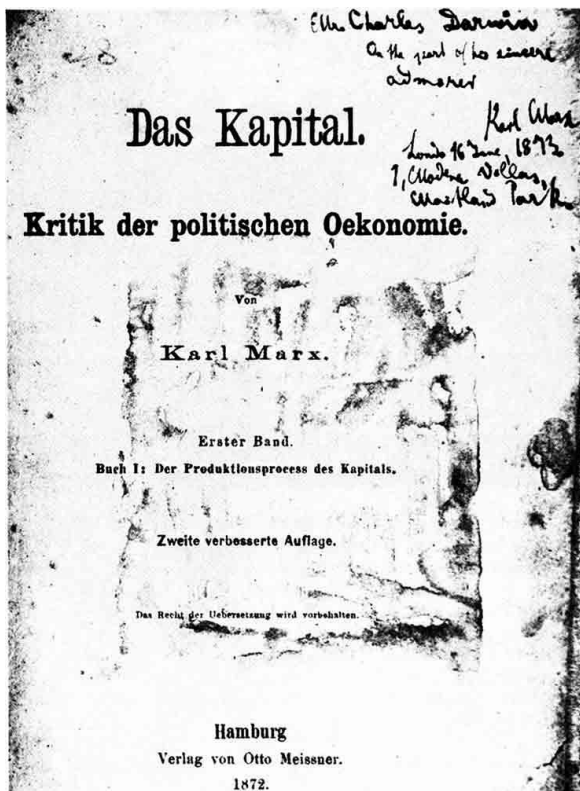 Mr. Charles Darwin
On the part of his sincere
admirer
Karl Marx
London 16 June, 1873
1, Modena Villas,
Maitland Park
Das Kapital.
Kritik der politischen Oekonomie.
Von
Karl Marx.
Erster Band.
Buch I: Der Produktionsprocess des Kapitals.
Zweite verbesserte Auflage.
Das Recht der Uebersetzung wird vorbehalten.
Hamburg
Verlag von Otto Meissner.
1872.